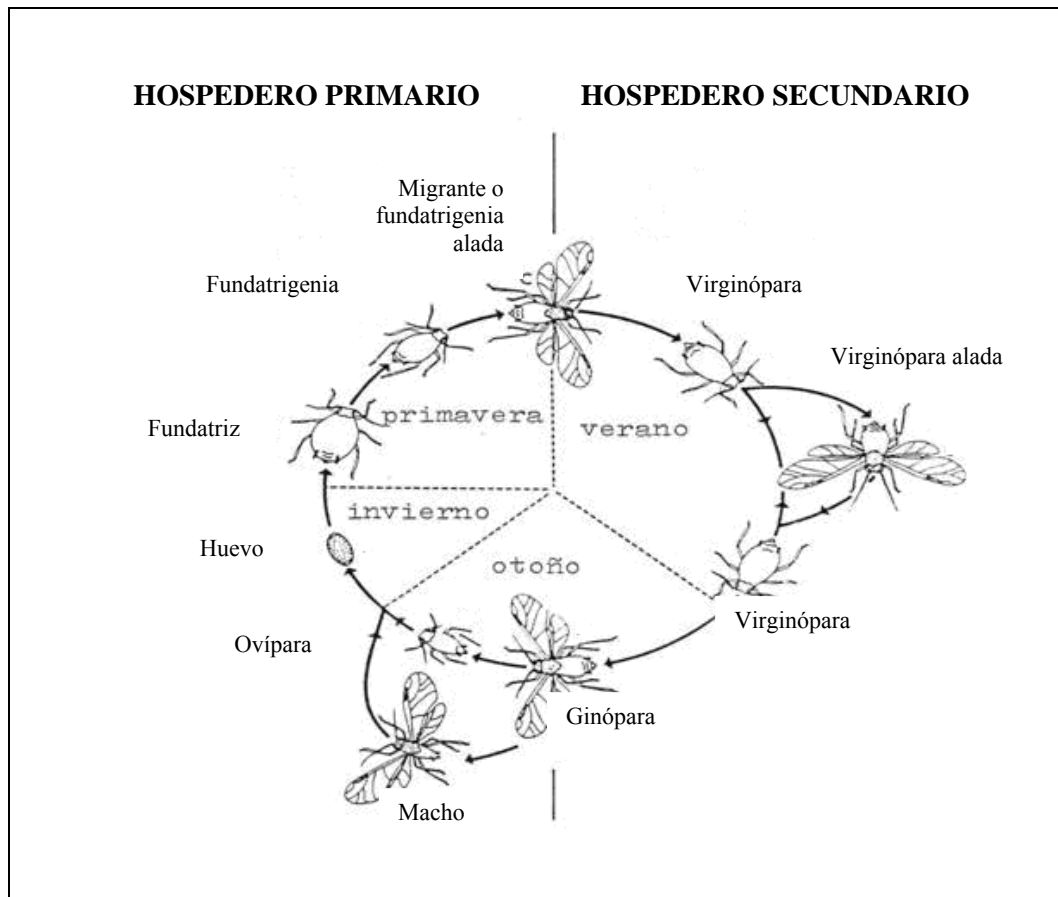 HOSPEDERO PRIMARIO
HOSPEDERO SECUNDARIO
Migrante o
fundatrigenia
alada
Fundatrigenia
Virginópara
Virginópara alada
Fundatriz
primavera
verano
invierno
Huevo
otoño
Virginópara
Ovípara
Ginópara
Macho